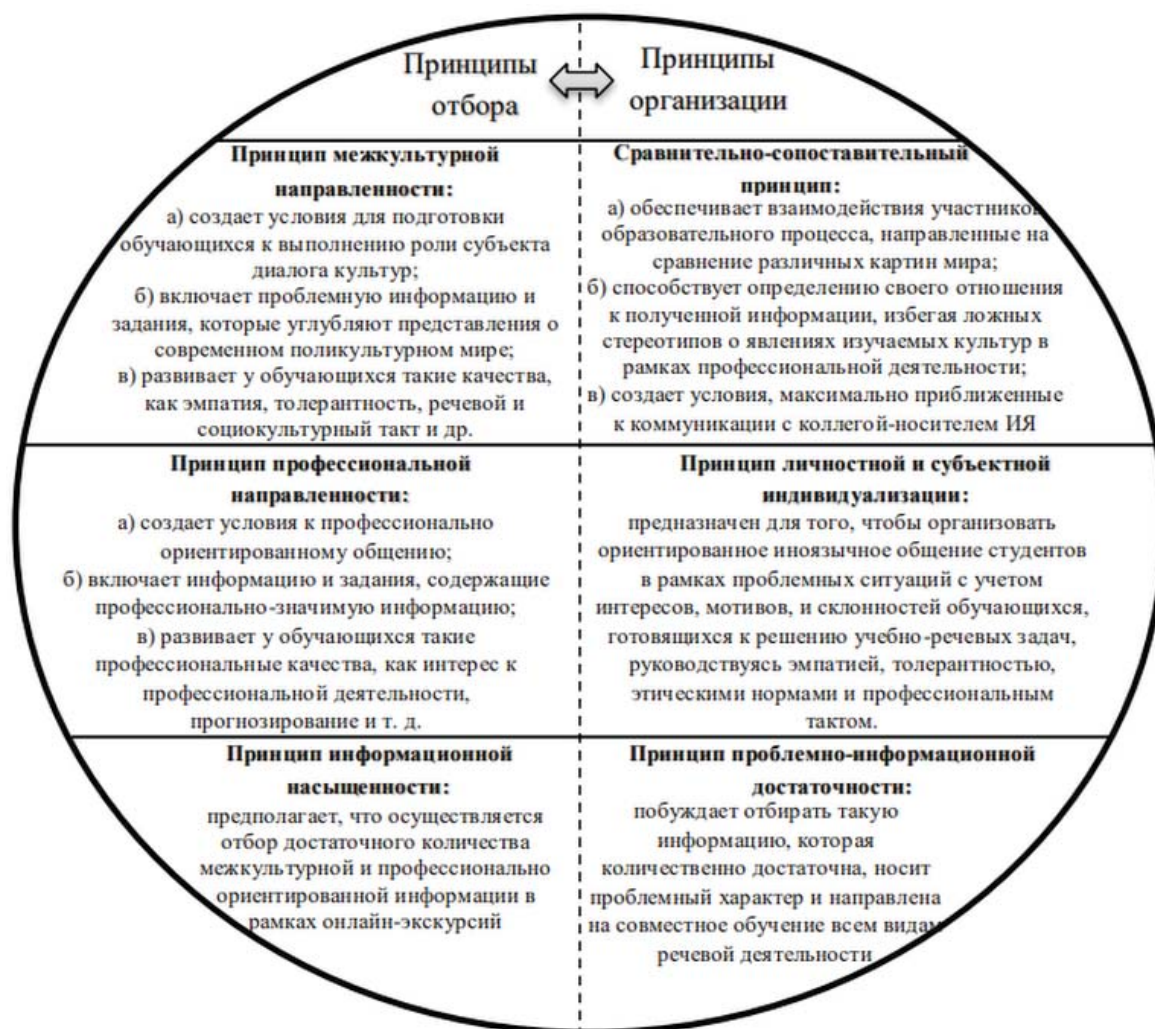 Принципы
отбора
Принципы
организации
Принцип межкультурной
направленности:
а) создает условия для подготовки
обучающихся к выполнению роли субъекта
диалога культур;
б) включает проблемную информацию и
задания, которые углубляют представления о
современном поликультурном мире;
в) развивает у обучающихся такие качества,
как эмпатия, толерантность, речевой и
социокультурный такт и др.
Сравнительно-сопоставительный
принцип:
а) обеспечивает взаимодействия участников
образовательного процесса, направленные на
сравнение различных картин мира;
б) способствует определению своего отношения
к полученной информации, избегая ложных
стереотипов о явлениях изучаемых культур в
рамках профессиональной деятельности;
в) создает условия, максимально приближенные
к коммуникации с коллегой-носителем ИЯ
Принцип профессиональной
направленности:
а) создает условия к профессионально
ориентированному общению;
б) включает информацию и задания, содержащие
профессионально-значимую информацию;
в) развивает у обучающихся такие
профессиональные качества, как интерес к
профессиональной деятельности,
прогнозирование и т. д.
Принцип личностной и субъектной
индивидуализации:
предназначен для того, чтобы организовать
ориентированное иноязычное общение студентов
в рамках проблемных ситуаций с учетом
интересов, мотивов, и склонностей обучающихся,
готовящихся к решению учебно-речевых задач,
руководствуясь эмпатией, толерантностью,
этическими нормами и профессиональным
тактом.
Принцип информационной
насыщенности:
предполагает, что осуществляется
отбор достаточного количества
межкультурной и профессионально
ориентированной информации в
рамках онлайн-экскурсий
Принцип проблемно-информационной
достаточности:
побуждает отбирать такую
информацию, которая
количественно достаточна, носит
проблемный характер и направлена
на совместное обучение всем видам
речевой деятельности